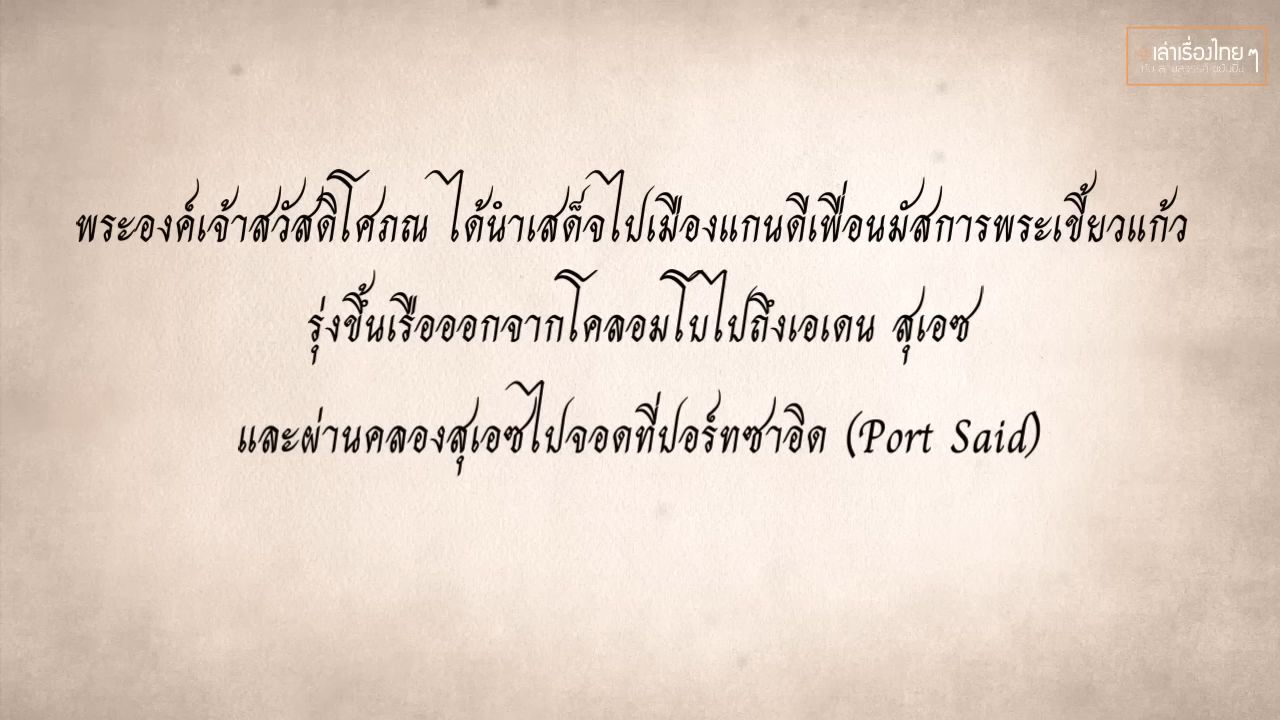 เล่าเรื่องไทย ๆ
พระองค์เจ้าสวัสดิโศภณ ได้นำเสด็จไปเมืองแกนดีเพื่อนมัสการพระเขี้ยวแก้ว
รุ่งขึ้นเรือออกจากโคลอมโบไปถึงเอเดน สุเอซ
และผ่านคลองสุเอซไปจอดที่ปอร์ทซาอิด (Port Said)